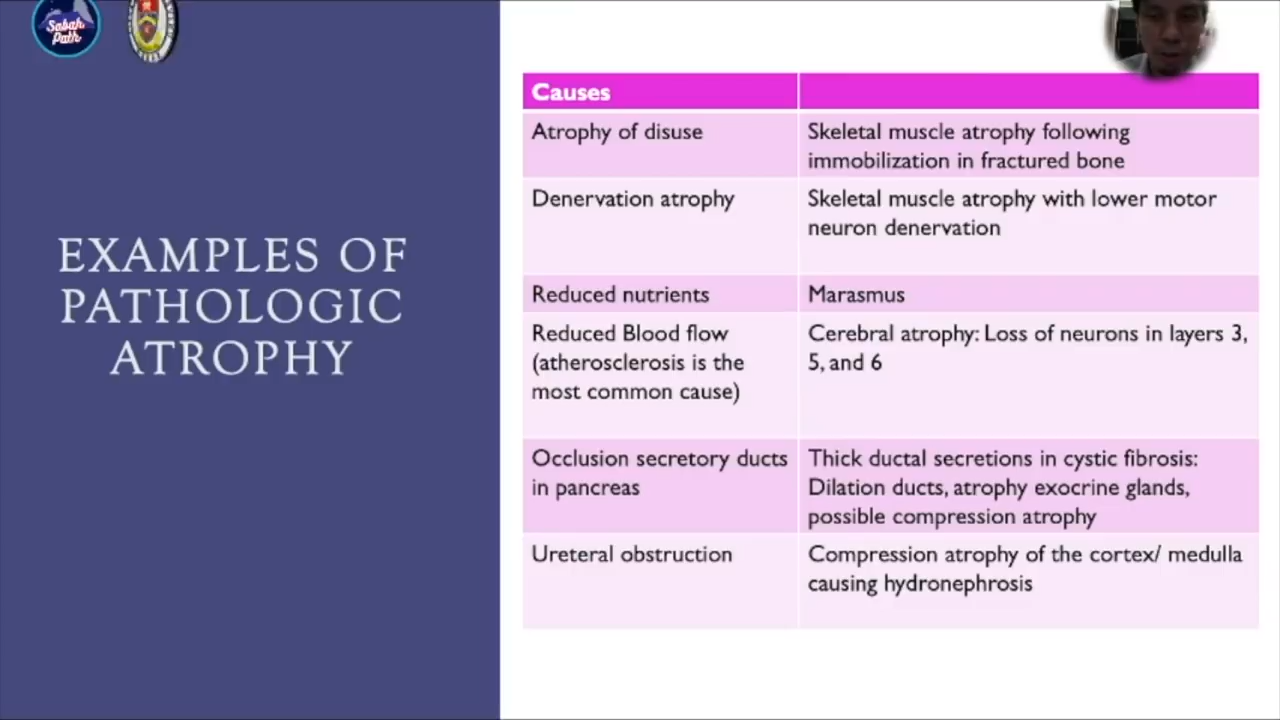 Sabah
Path
EXAMPLES OF
PATHOLOGIC
ATROPHY
Causes
Atrophy of disuse
Skeletal muscle atrophy following
immobilization in fractured bone
Denervation atrophy
Skeletal muscle atrophy with lower motor
neuron denervation
Reduced nutrients
Marasmus
Reduced Blood flow
(atherosclerosis is the
most common cause)
Cerebral atrophy: Loss of neurons in layers 3,
5, and 6
Occlusion secretory ducts
in pancreas
Thick ductal secretions in cystic fibrosis:
Dilation ducts, atrophy exocrine glands,
possible compression atrophy
Ureteral obstruction
Compression atrophy of the cortex/ medulla
causing hydronephrosis